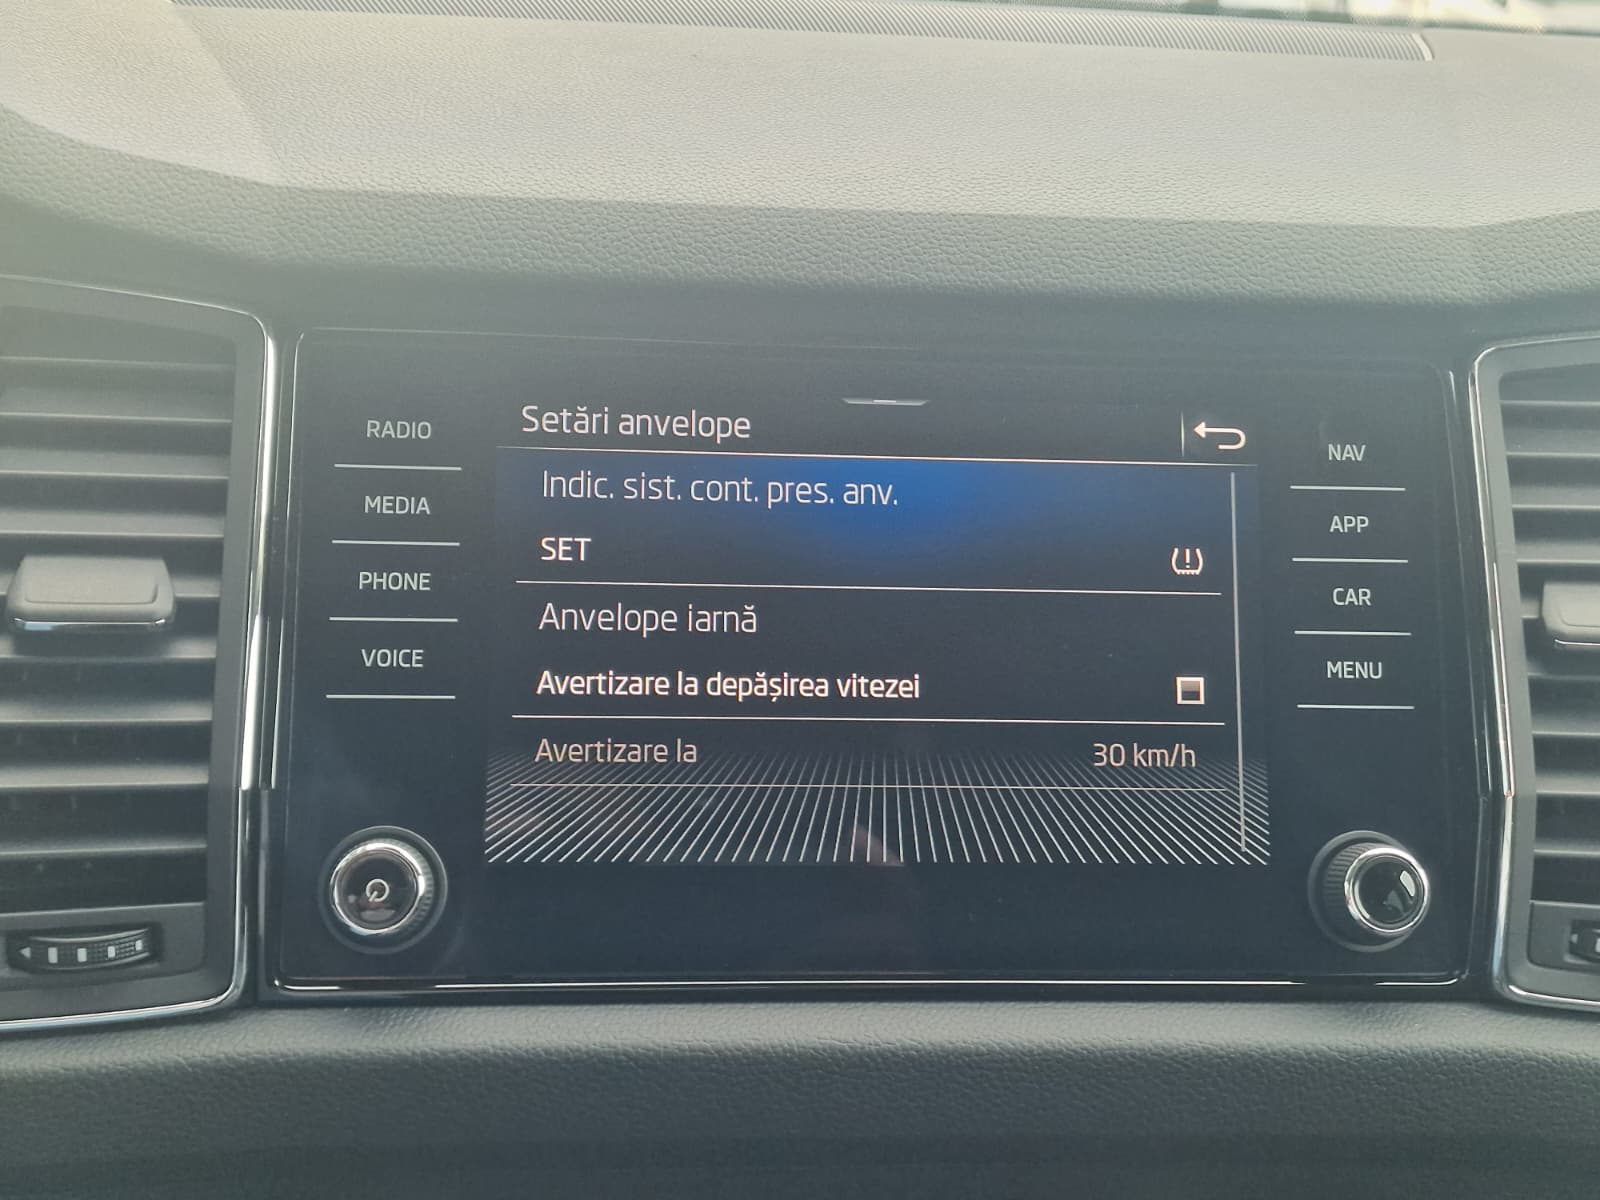 RADIO
MEDIA
PHONE
VOICE
Setări anvelope
Indic. sist. cont. pres. anv.
SET
Anvelope iarnă
Avertizare la depășirea vitezei
Avertizare la 30 km/h
NAV
APP
CAR
MENU